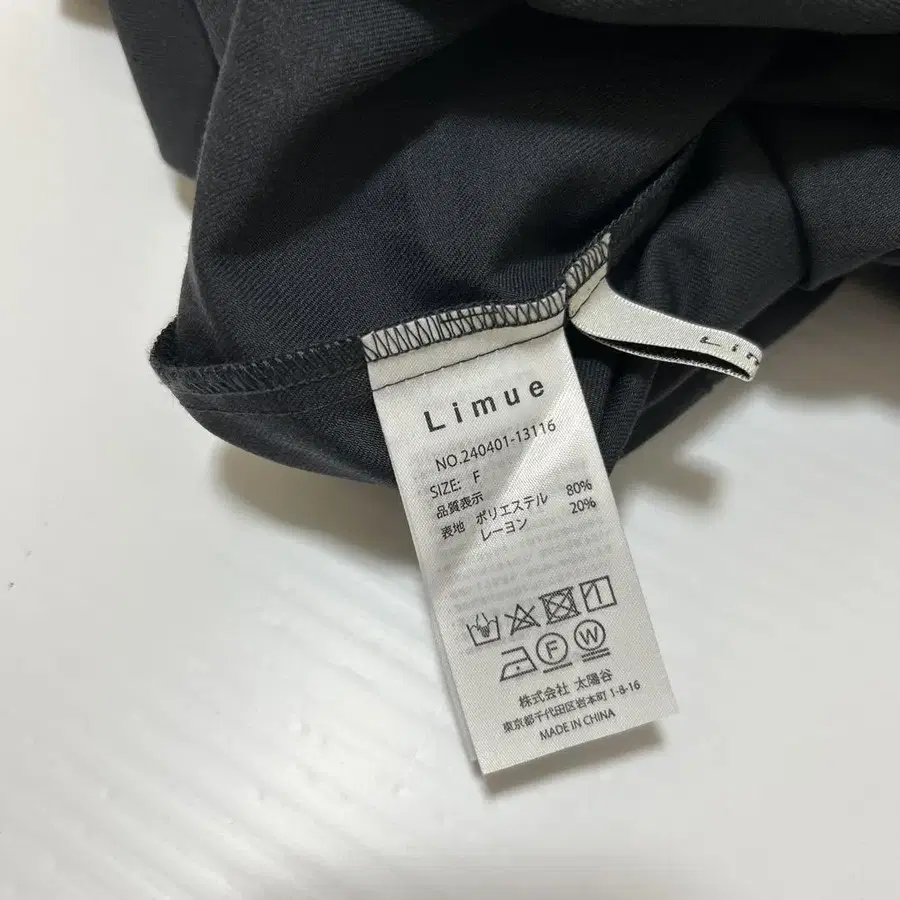 Limue
NO.240401-13116
SIZE: F
品質表示
表地 ポリエステル 80%
レーヨン 20%
F W
株式会社 太陽谷
東京都千代田区岩本町1-8-16
MADE IN CHINA
Lim